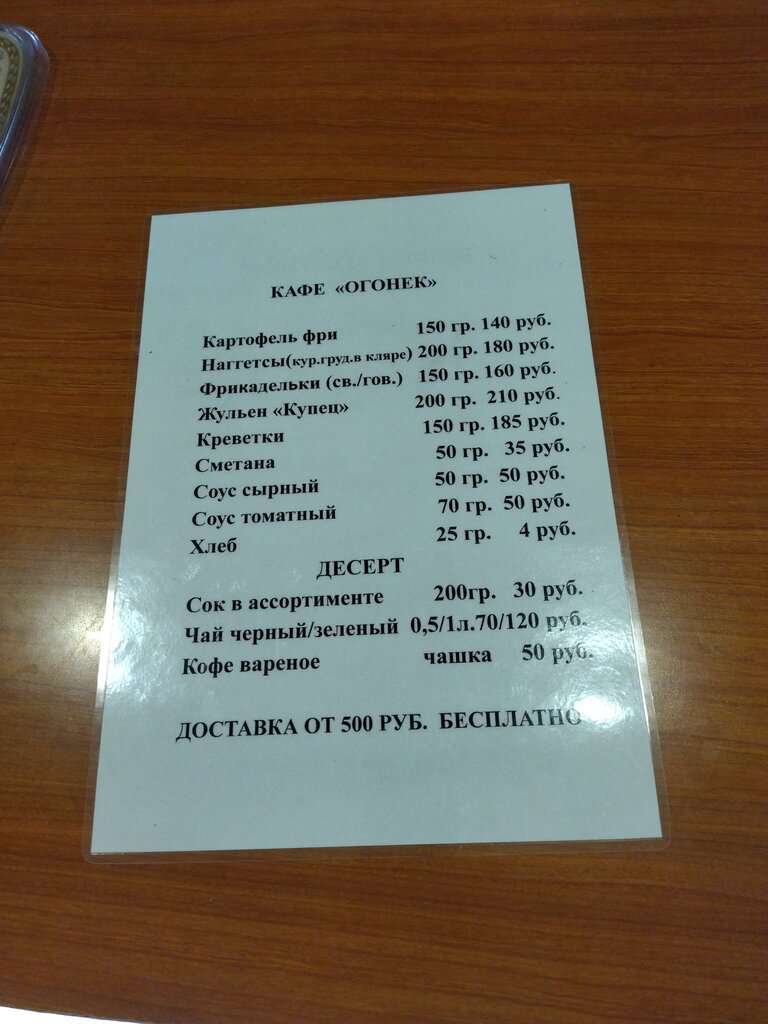 КАФЕ «ОГОНЕК»
Картофель фри 150 гр. 140 руб.
Наггетсы(кур.груд.в кляре) 200 гр. 180 руб.
Фрикадельки (св./гов.) 150 гр. 160 руб.
Жульен «Купец» 200 гр. 210 руб.
Креветки 150 гр. 185 руб.
Сметана 50 гр. 35 руб.
Соус сырный 50 гр. 50 руб.
Соус томатный 70 гр. 50 руб.
Хлеб 25 гр. 4 руб.
ДЕСЕРТ
Сок в ассортименте 200гр. 30 руб.
Чай черный/зеленый 0,5/1л.70/120 руб.
Кофе вареное чашка 50 руб.
ДОСТАВКА ОТ 500 РУБ. БЕСПЛАТНО